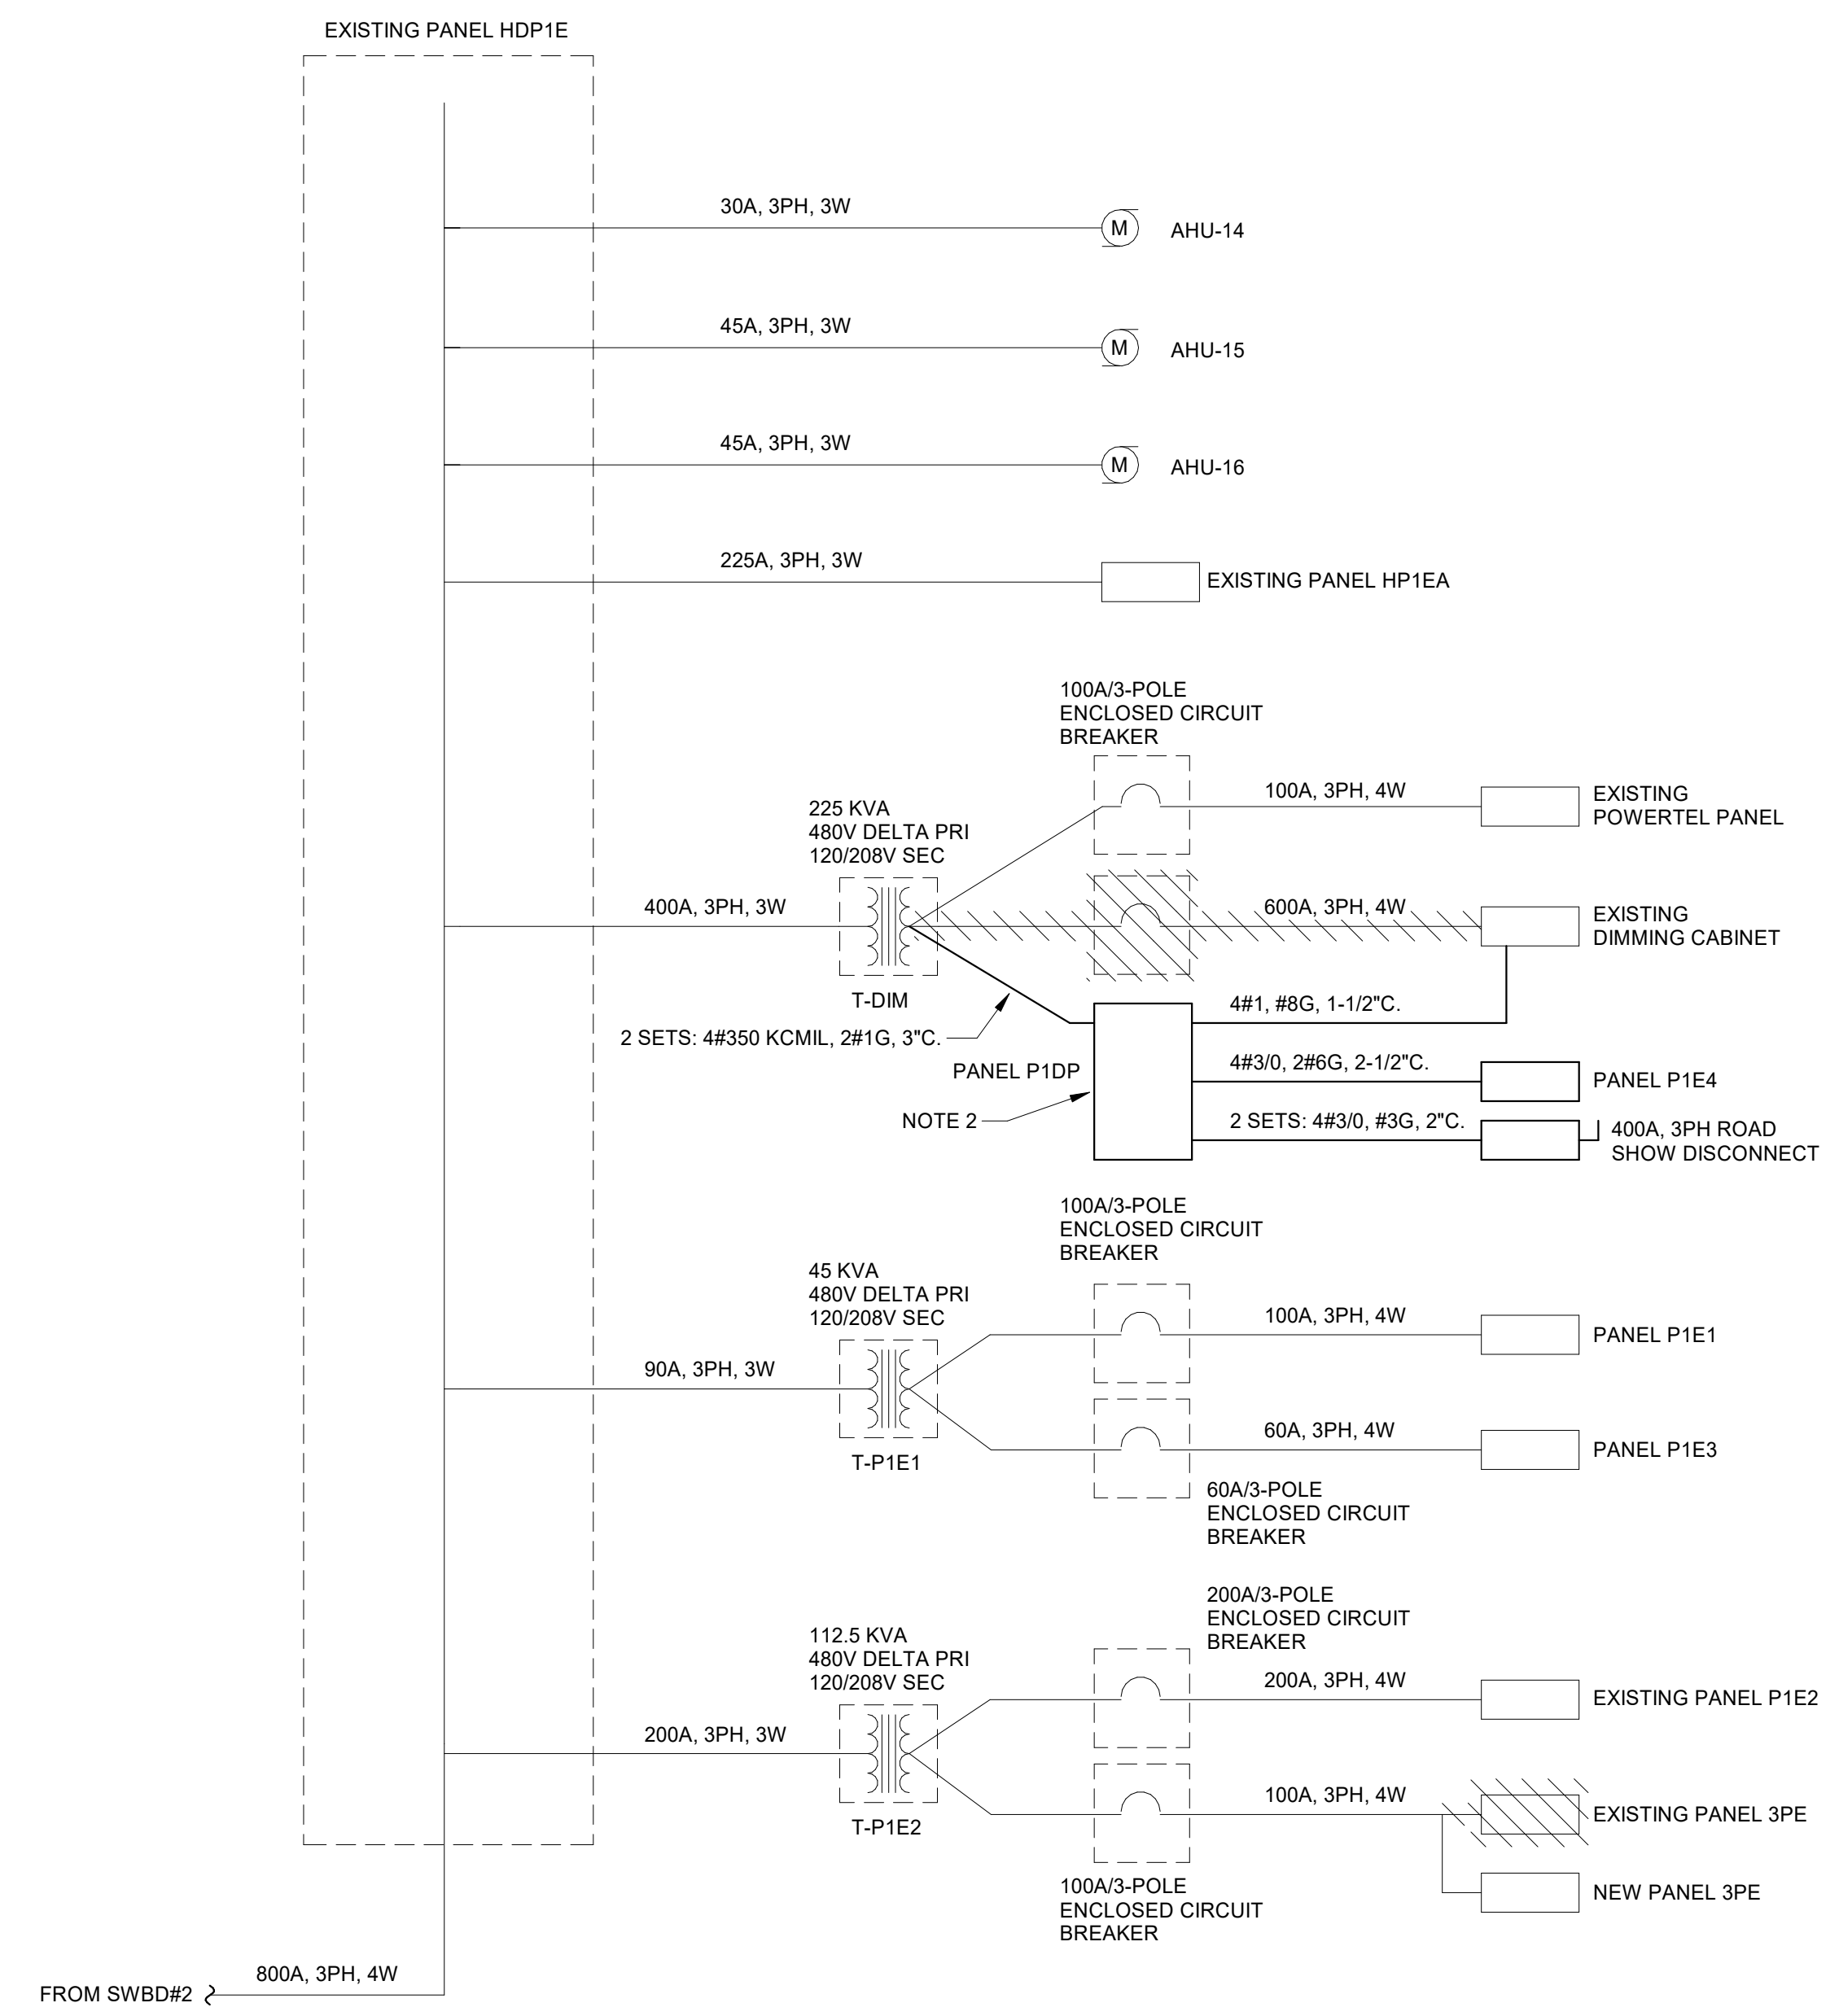 EXISTING PANEL HDP1E
30A, 3PH, 3W
M
AHU-14
45A, 3PH, 3W
M
AHU-15
45A, 3PH, 3W
M
AHU-16
225A, 3PH, 3W
EXISTING PANEL HP1EA
100A/3-POLE
ENCLOSED CIRCUIT
BREAKER
100A, 3PH, 4W
EXISTING
POWERTEL PANEL
225 KVA
480V DELTA PRI
120/208V SEC
400A, 3PH, 3W
T-DIM
600A, 3PH, 4W
EXISTING
DIMMING CABINET
2 SETS: 4#350 KCMIL, 2#1G, 3"C.
4#1, #8G, 1-1/2"C.
PANEL P1DP
NOTE 2
4#3/0, 2#6G, 2-1/2"C.
PANEL P1E4
2 SETS: 4#3/0, #3G, 2"C.
400A, 3PH ROAD
SHOW DISCONNECT
100A/3-POLE
ENCLOSED CIRCUIT
BREAKER
45 KVA
480V DELTA PRI
120/208V SEC
90A, 3PH, 3W
T-P1E1
100A, 3PH, 4W
PANEL P1E1
60A, 3PH, 4W
PANEL P1E3
60A/3-POLE
ENCLOSED CIRCUIT
BREAKER
200A/3-POLE
ENCLOSED CIRCUIT
BREAKER
112.5 KVA
480V DELTA PRI
120/208V SEC
200A, 3PH, 3W
T-P1E2
200A, 3PH, 4W
EXISTING PANEL P1E2
100A, 3PH, 4W
EXISTING PANEL 3PE
NEW PANEL 3PE
100A/3-POLE
ENCLOSED CIRCUIT
BREAKER
800A, 3PH, 4W
FROM SWBD#2